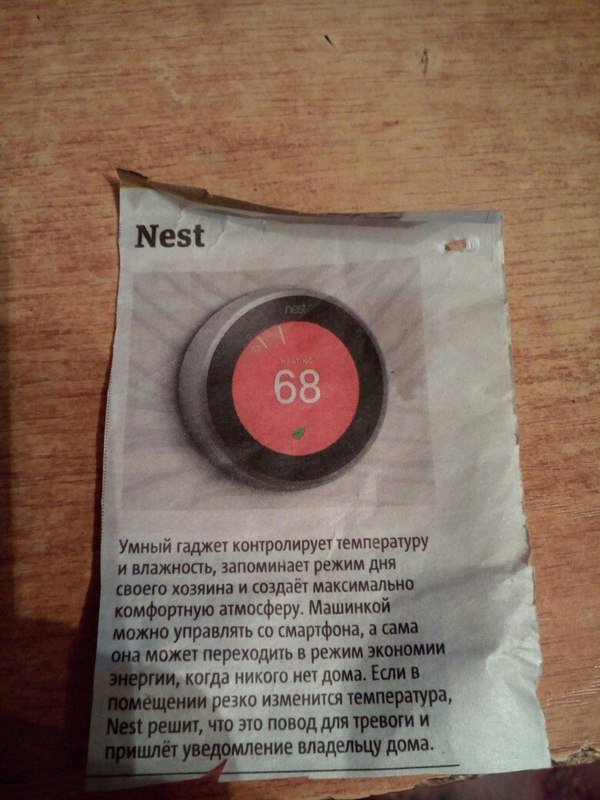 Nest
nest
HEATING
68
Умный гаджет контролирует температуру
и влажность, запоминает режим дня
своего хозяина и создаёт максимально
комфортную атмосферу. Машинкой
можно управлять со смартфона, а сама
она может переходить в режим экономии
энергии, когда никого нет дома. Если в
помещении резко изменится температура,
Nest решит, что это повод для тревоги и
пришлёт уведомление владельцу дома.